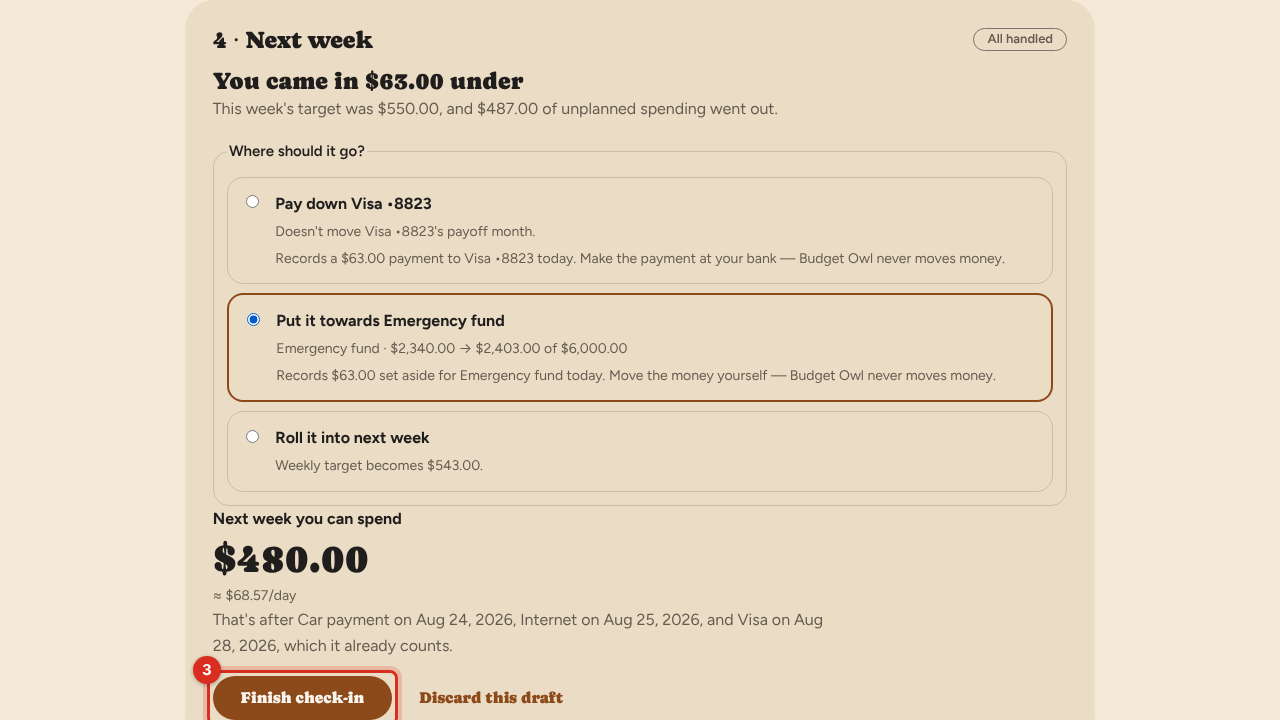 4 · Next week
All handled
You came in $63.00 under
This week's target was $550.00, and $487.00 of unplanned spending went out.
Where should it go?
Pay down Visa •8823
Doesn't move Visa •8823's payoff month.
Records a $63.00 payment to Visa •8823 today. Make the payment at your bank — Budget Owl never moves money.
Put it towards Emergency fund
Emergency fund · $2,340.00 → $2,403.00 of $6,000.00
Records $63.00 set aside for Emergency fund today. Move the money yourself — Budget Owl never moves money.
Roll it into next week
Weekly target becomes $543.00.
Next week you can spend
$480.00
≈ $68.57/day
That's after Car payment on Aug 24, 2026, Internet on Aug 25, 2026, and Visa on Aug
28, 2026, which it already counts.
3
Finish check-in
Discard this draft